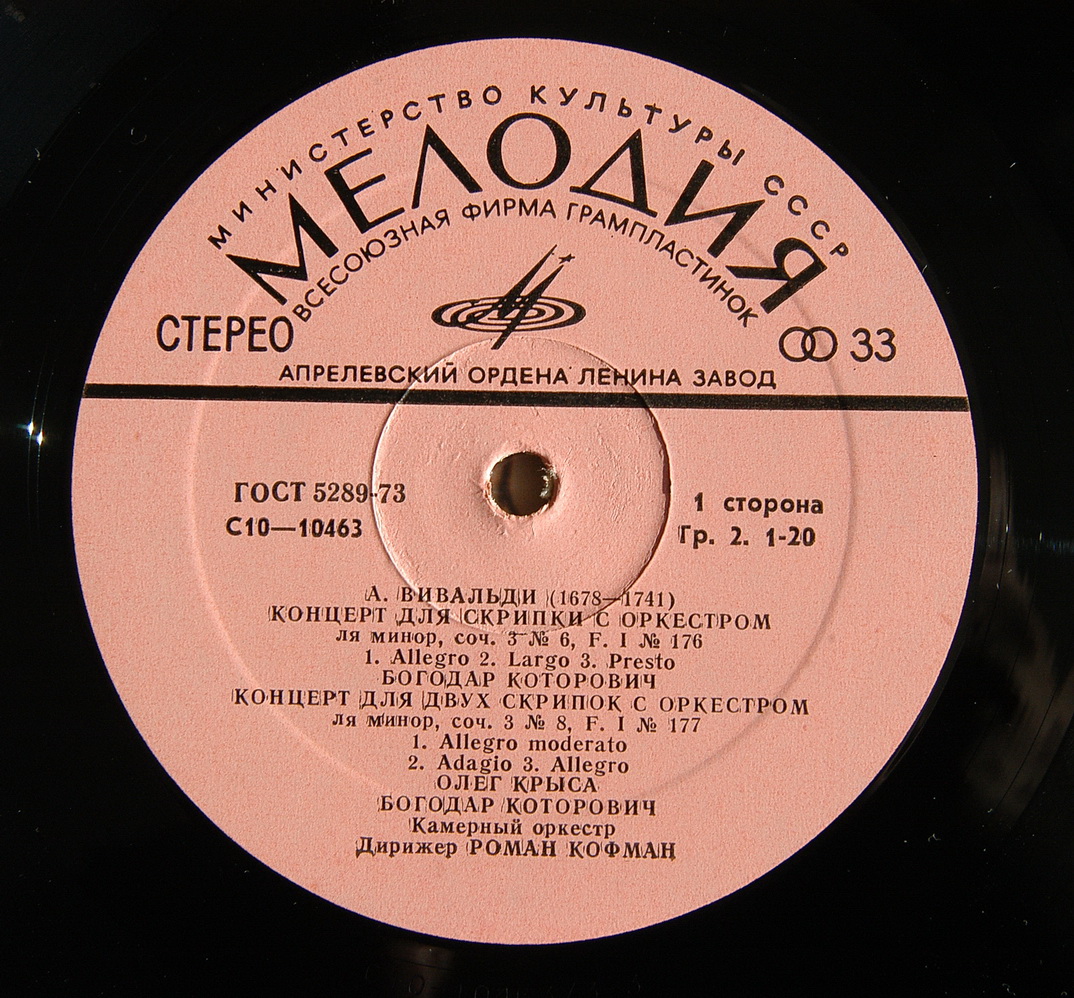 МИНИСТЕРСТВО КУЛЬТУРЫ СССР
МЕЛОДИЯ
ВСЕСОЮЗНАЯ ФИРМА ГРАМПЛАСТИНОК
СТЕРЕО
33
АПРЕЛЕВСКИЙ ОРДЕНА ЛЕНИНА ЗАВОД
ГОСТ 5289-73
С10—10463
1 сторона
Гр. 2. 1-20
А. ВИВАЛЬДИ (1678—1741)
КОНЦЕРТ ДЛЯ СКРИПКИ С ОРКЕСТРОМ
ля минор, соч. 3 № 6, F. I № 176
1. Allegro 2. Largo 3. Presto
БОГОДАР КОТОРОВИЧ
КОНЦЕРТ ДЛЯ ДВУХ СКРИПОК С ОРКЕСТРОМ
ля минор, соч. 3 № 8, F. I № 177
1. Allegro moderato
2. Adagio 3. Allegro
ОЛЕГ КРЫСА
БОГОДАР КОТОРОВИЧ
Камерный оркестр
Дирижер РОМАН КОФМАН